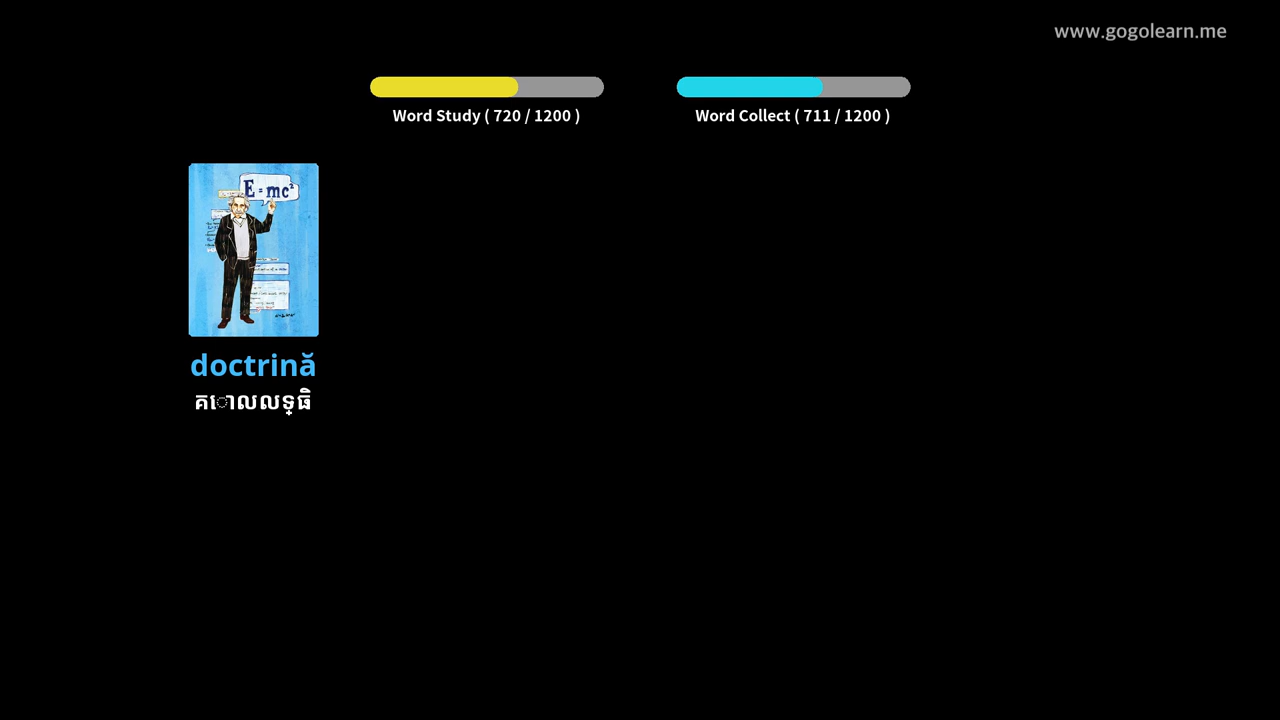 www.gogolearn.me
Word Study ( 720 / 1200 )
Word Collect ( 711 / 1200 )
E = mc²
doctrină
គោលលទ្ធិ